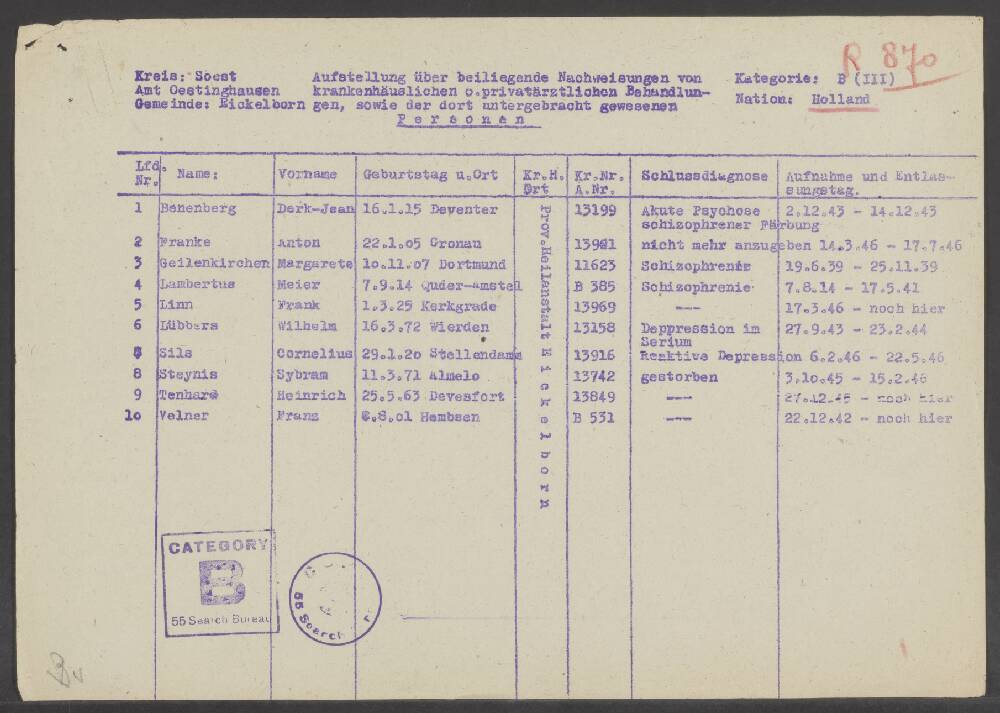 R 870
Kreis: Soest Aufstellung über beiliegende Nachweisungen von Kategorie: B (III)
Amt Oestinghausen krankenhäuslichen o.privatärztlichen Behandlun-
Gemeinde: Eickelborn gen, sowie der dort untergebracht gewesenen Nation: Holland
Personen
Lfd. Nr. Name: Vorname Geburtstag u.Ort Kr.H. Ort Kr.Nr. A.Nr. Schlussdiagnose Aufnahme und Entlas-
sungstag.
Prov.Heilanstalt Eickelborn
1 Benenberg Derk-Jean 16.1.15 Deventer 13199 Akute Psychose 2.12.43 - 14.12.43
schizophrener Färbung
2 Franke Anton 22.1.05 Gronau 13981 nicht mehr anzugeben 14.3.46 - 17.7.46
3 Geilenkirchen Margarete 10.11.07 Dortmund 11623 Schizophrenie 19.6.39 - 25.11.39
4 Lambertus Meier 7.9.14 Quder-amstel B 385 Schizophrenie 7.8.14 - 17.5.41
5 Linn Frank 1.3.25 Kerkgrade 13969 --- 17.3.46 - noch hier
6 Lübbers Wilhelm 16.3.72 Wierden 13158 Deppression im 27.9.43 - 23.2.44
Serium
Sils Cornelius 29.1.20 Stellendamm 13916 Reaktive Depression 6.2.46 - 22.5.46
8 Steynis Sybram 11.3.71 Almelo 13742 gestorben 3.10.45 - 15.2.46
9 Tenhard Heinrich 25.5.63 Devesfort 13849 --- 27.12.45 - noch hier
10 Velner Franz 8.01 Hembsen B 531 --- 22.12.42 - noch hier
CATEGORY
B
55 Search Bureau
55 Search